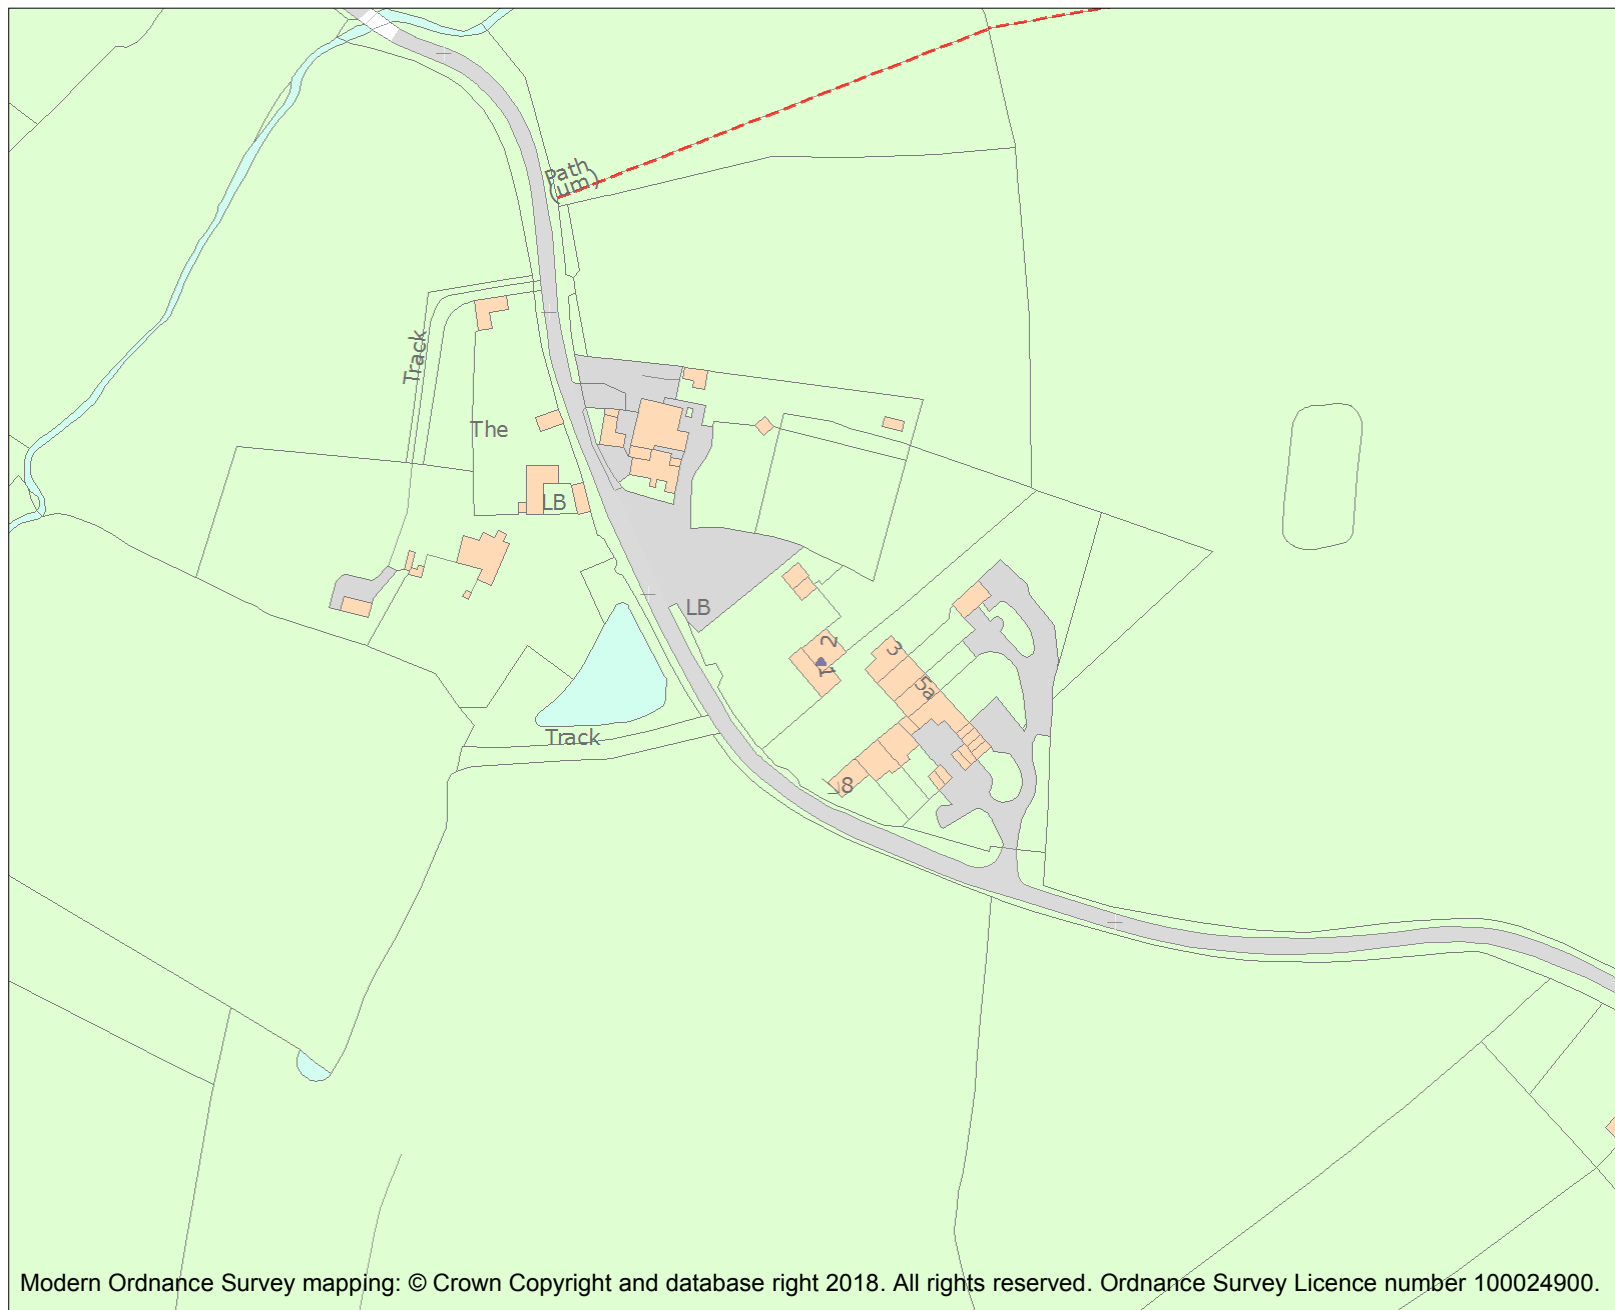 Path
(um)
Track
The
LB
LB
2
1
3
5a
Track
8
Modern Ordnance Survey mapping: © Crown Copyright and database right 2018. All rights reserved. Ordnance Survey Licence number 100024900.